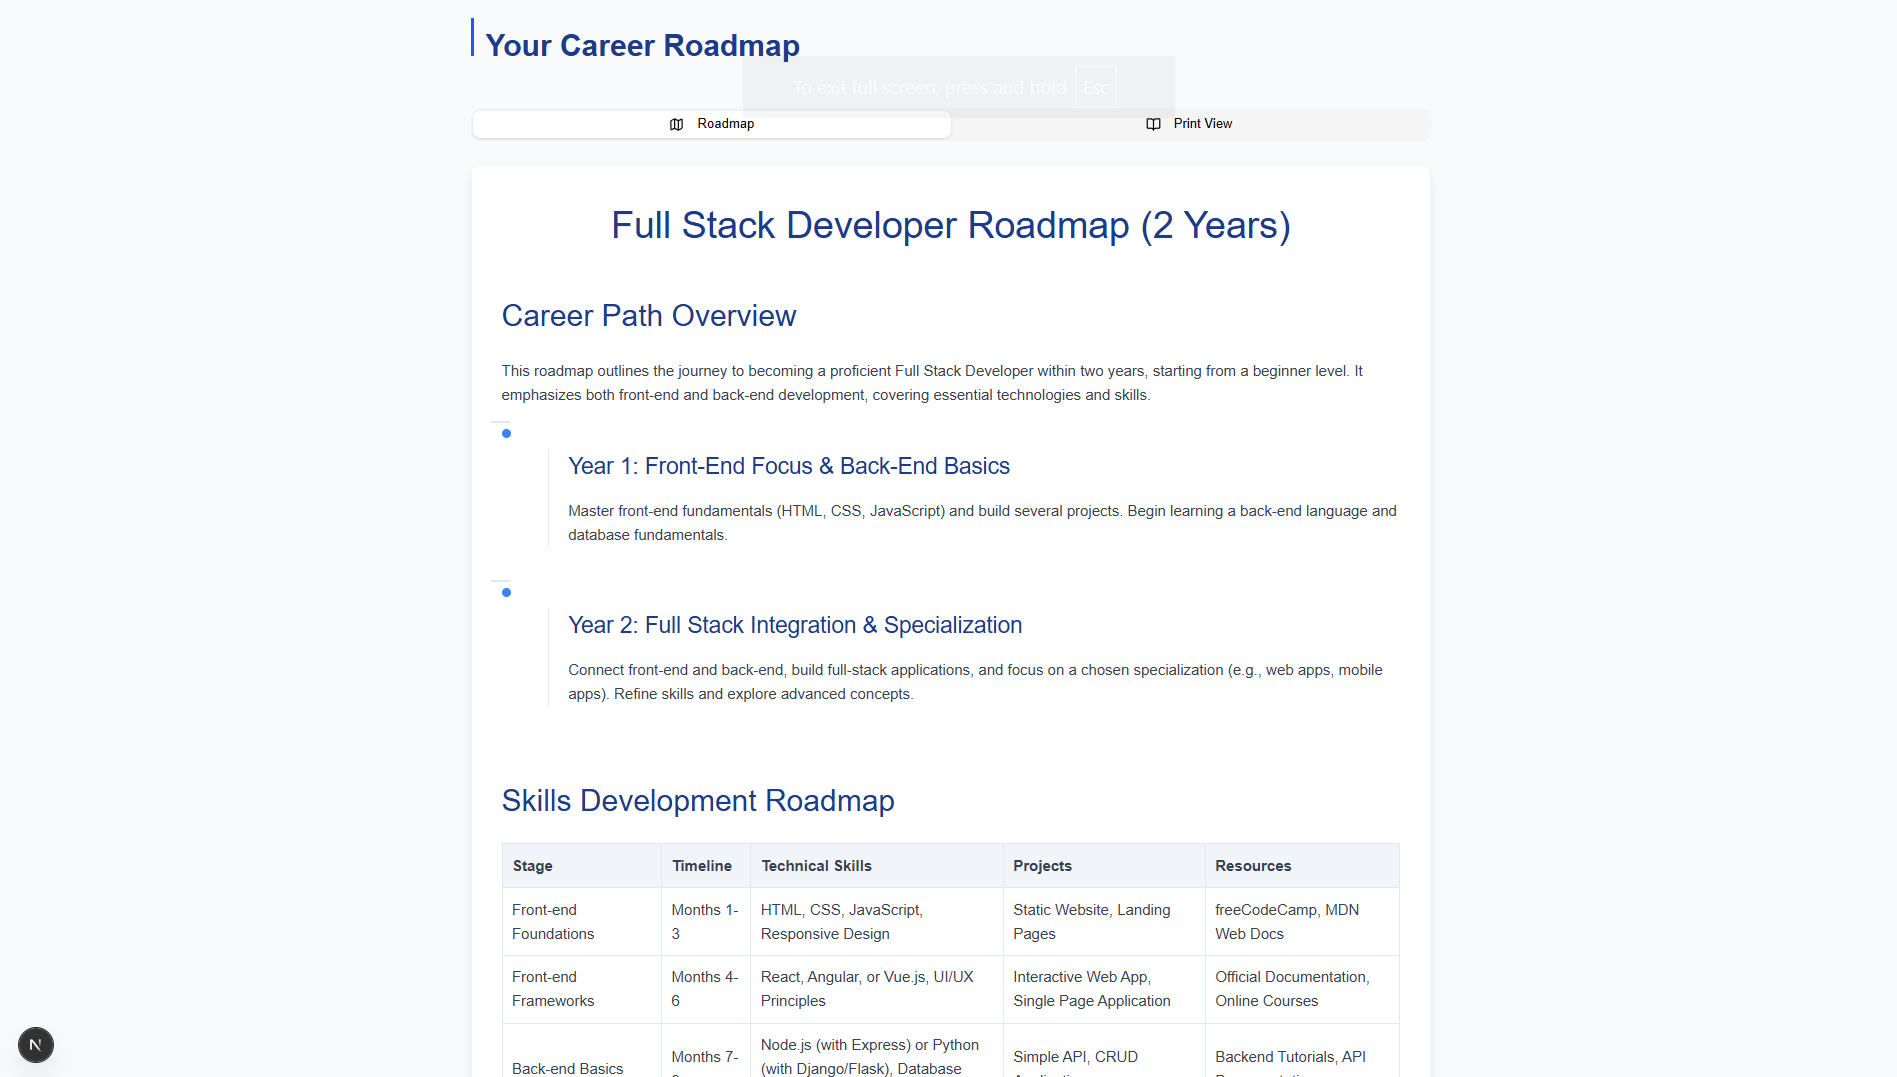 Your Career Roadmap
To exit full screen, press and hold Esc
Roadmap
Print View
Full Stack Developer Roadmap (2 Years)
Career Path Overview
This roadmap outlines the journey to becoming a proficient Full Stack Developer within two years, starting from a beginner level. It
emphasizes both front-end and back-end development, covering essential technologies and skills.
Year 1: Front-End Focus & Back-End Basics
Master front-end fundamentals (HTML, CSS, JavaScript) and build several projects. Begin learning a back-end language and
database fundamentals.
Year 2: Full Stack Integration & Specialization
Connect front-end and back-end, build full-stack applications, and focus on a chosen specialization (e.g., web apps, mobile
apps). Refine skills and explore advanced concepts.
Skills Development Roadmap
Stage Timeline Technical Skills Projects Resources
Front-end Months 1- HTML, CSS, JavaScript, Static Website, Landing freeCodeCamp, MDN
Foundations 3 Responsive Design Pages Web Docs
Front-end Months 4- React, Angular, or Vue.js, UI/UX Interactive Web App, Official Documentation,
Frameworks 6 Principles Single Page Application Online Courses
Node.js (with Express) or Python
Months 7- Simple API, CRUD Backend Tutorials, API
Back-end Basics (with Django/Flask), Database
N